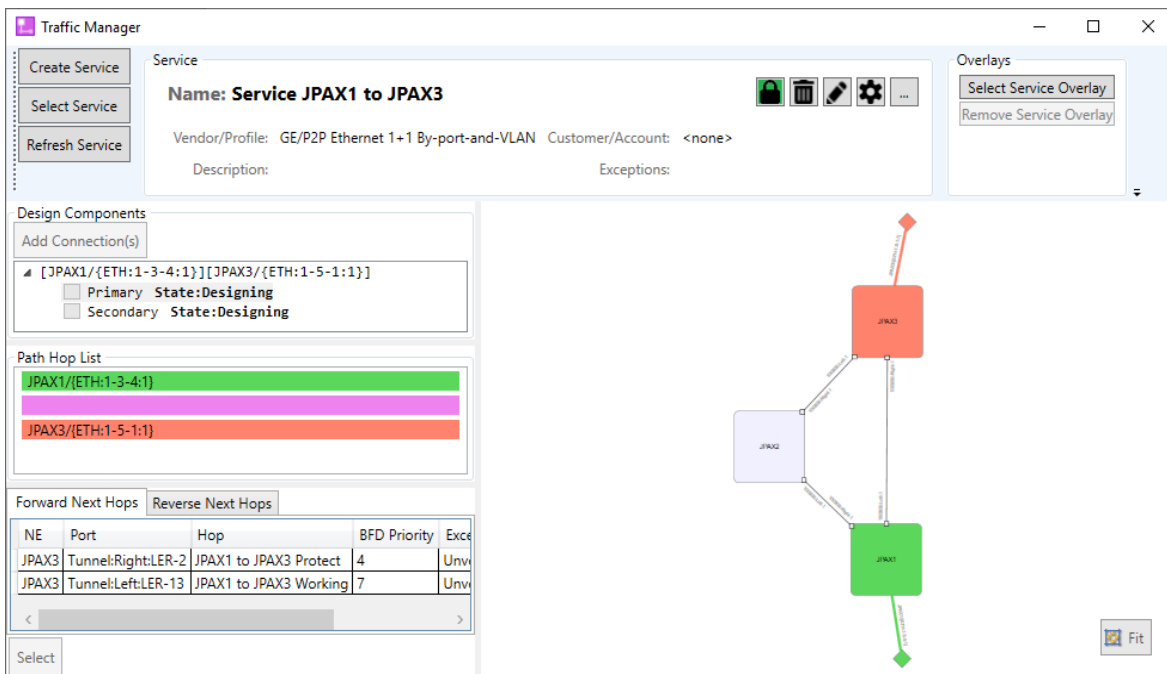 Traffic Manager
Create Service
Select Service
Refresh Service
Service
Name: Service JPAX1 to JPAX3
...
Vendor/Profile: GE/P2P Ethernet 1+1 By-port-and-VLAN Customer/Account: <none>
Description:
Exceptions:
Overlays
Select Service Overlay
Remove Service Overlay
Design Components
Add Connection(s)
[JPAX1/{ETH:1-3-4:1}][JPAX3/{ETH:1-5-1:1}]
Primary State:Designing
Secondary State:Designing
Path Hop List
JPAX1/{ETH:1-3-4:1}
JPAX3/{ETH:1-5-1:1}
Forward Next Hops Reverse Next Hops
NE Port Hop BFD Priority Exce
JPAX3 Tunnel:Right:LER-2 JPAX1 to JPAX3 Protect 4 Unve
JPAX3 Tunnel:Left:LER-13 JPAX1 to JPAX3 Working 7 Unve
Select
JPAX3
JPAX2
JPAX1
Fit